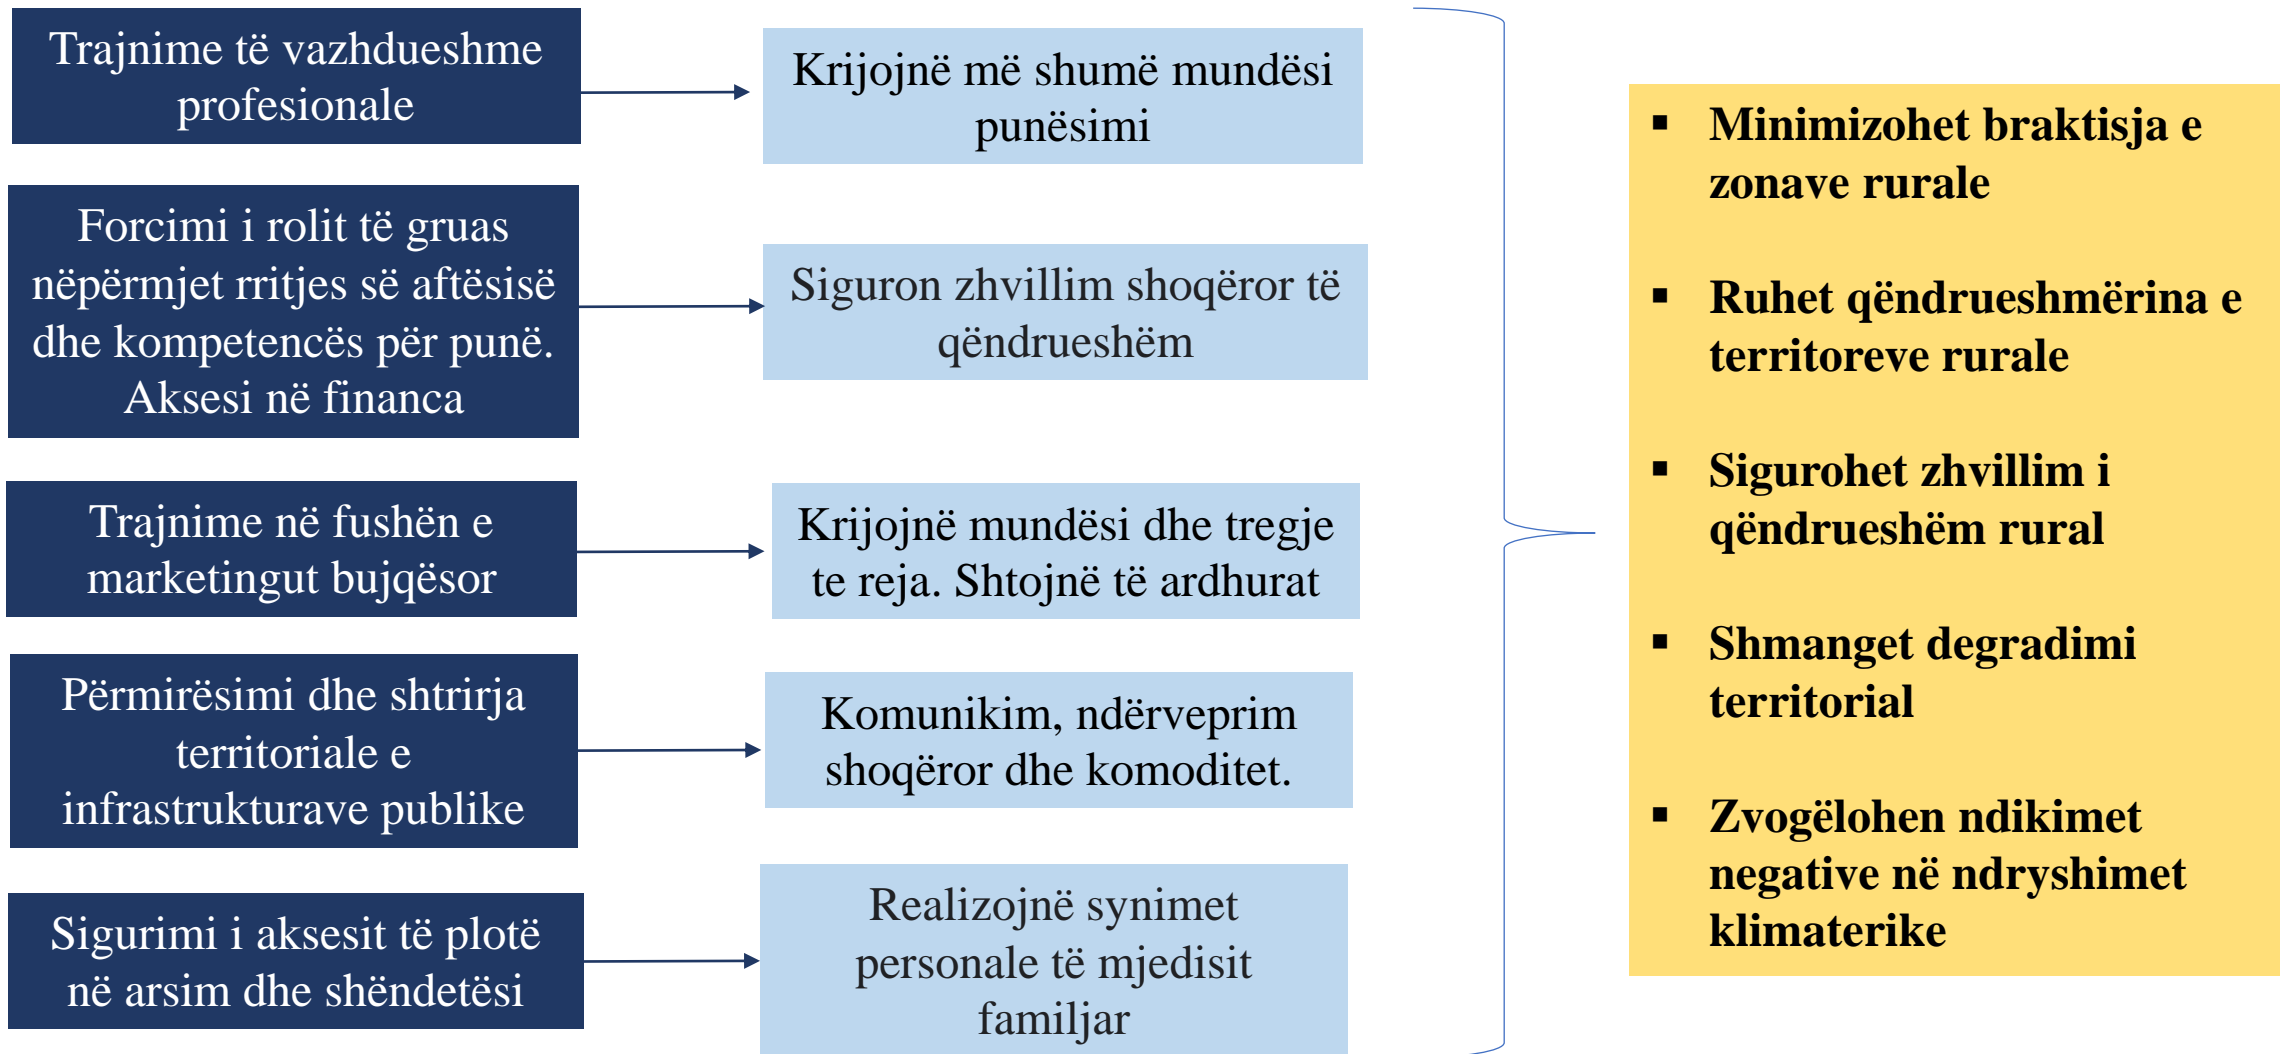 Trajnime të vazhdueshme
profesionale
Krijojnë më shumë mundësi
punësimi
Forcimi i rolit të gruas
nëpërmjet rritjes së aftësisë
dhe kompetencës për punë.
Aksesi në financa
Siguron zhvillim shoqëror të
qëndrueshëm
Trajnime në fushën e
marketingut bujqësor
Krijojnë mundësi dhe tregje
te reja. Shtojnë të ardhurat
Përmirësimi dhe shtrirja
territoriale e
infrastrukturave publike
Komunikim, ndërveprim
shoqëror dhe komoditet.
Sigurimi i aksesit të plotë
në arsim dhe shëndetësi
Realizojnë synimet
personale të mjedisit
familjar
▪ Minimizohet braktisja e
zonave rurale
▪ Ruhet qëndrueshmërina e
territoreve rurale
▪ Sigurohet zhvillim i
qëndrueshëm rural
▪ Shmanget degradimi
territorial
▪ Zvogëlohen ndikimet
negative në ndryshimet
klimaterike